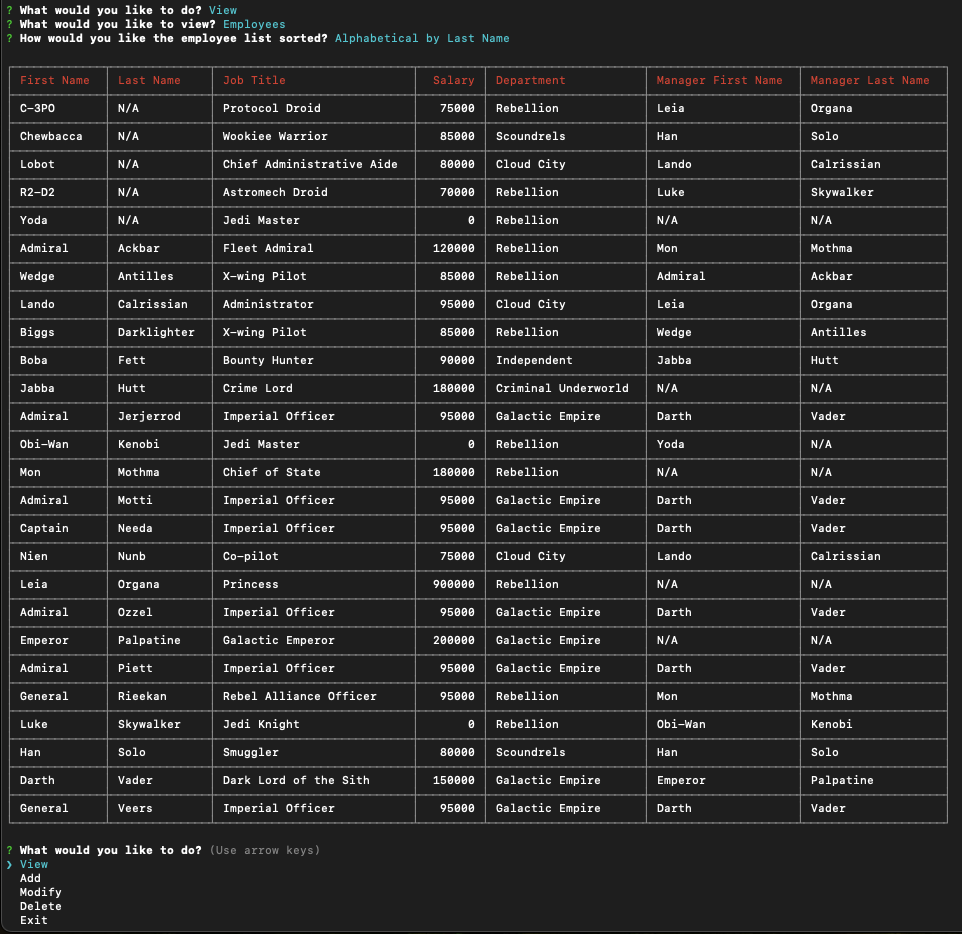 ? What would you like to do? View
? What would you like to view? Employees
? How would you like the employee list sorted? Alphabetical by Last Name
First Name Last Name Job Title Salary Department Manager First Name Manager Last Name
C-3PO N/A Protocol Droid 75000 Rebellion Leia Organa
Chewbacca N/A Wookiee Warrior 85000 Scoundrels Han Solo
Lobot N/A Chief Administrative Aide 80000 Cloud City Lando Calrissian
R2-D2 N/A Astromech Droid 70000 Rebellion Luke Skywalker
Yoda N/A Jedi Master 0 Rebellion N/A N/A
Admiral Ackbar Fleet Admiral 120000 Rebellion Mon Mothma
Wedge Antilles X-wing Pilot 85000 Rebellion Admiral Ackbar
Lando Calrissian Administrator 95000 Cloud City Leia Organa
Biggs Darklighter X-wing Pilot 85000 Rebellion Wedge Antilles
Boba Fett Bounty Hunter 90000 Independent Jabba Hutt
Jabba Hutt Crime Lord 180000 Criminal Underworld N/A N/A
Admiral Jerjerrod Imperial Officer 95000 Galactic Empire Darth Vader
Obi-Wan Kenobi Jedi Master 0 Rebellion Yoda N/A
Mon Mothma Chief of State 180000 Rebellion N/A N/A
Admiral Motti Imperial Officer 95000 Galactic Empire Darth Vader
Captain Needa Imperial Officer 95000 Galactic Empire Darth Vader
Nien Nunb Co-pilot 75000 Cloud City Lando Calrissian
Leia Organa Princess 900000 Rebellion N/A N/A
Admiral Ozzel Imperial Officer 95000 Galactic Empire Darth Vader
Emperor Palpatine Galactic Emperor 200000 Galactic Empire N/A N/A
Admiral Piett Imperial Officer 95000 Galactic Empire Darth Vader
General Rieekan Rebel Alliance Officer 95000 Rebellion Mon Mothma
Luke Skywalker Jedi Knight 0 Rebellion Obi-Wan Kenobi
Han Solo Smuggler 80000 Scoundrels Han Solo
Darth Vader Dark Lord of the Sith 150000 Galactic Empire Emperor Palpatine
General Veers Imperial Officer 95000 Galactic Empire Darth Vader
? What would you like to do? (Use arrow keys)
❯ View
Add
Modify
Delete
Exit